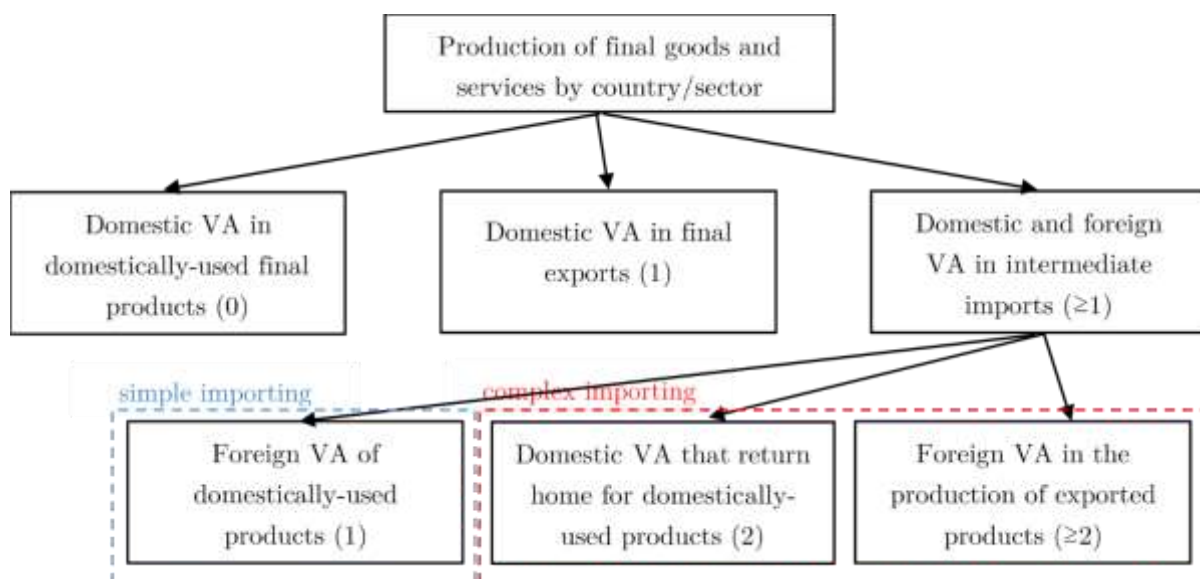 Production of final goods and
services by country/sector
Domestic VA in
domestically-used final
products (0)
Domestic VA in final
exports (1)
Domestic and foreign
VA in intermediate
imports (≥1)
simple importing
complex importing
Foreign VA of
domestically-used
products (1)
Domestic VA that return
home for domestically-
used products (2)
Foreign VA in the
production of exported
products (≥2)